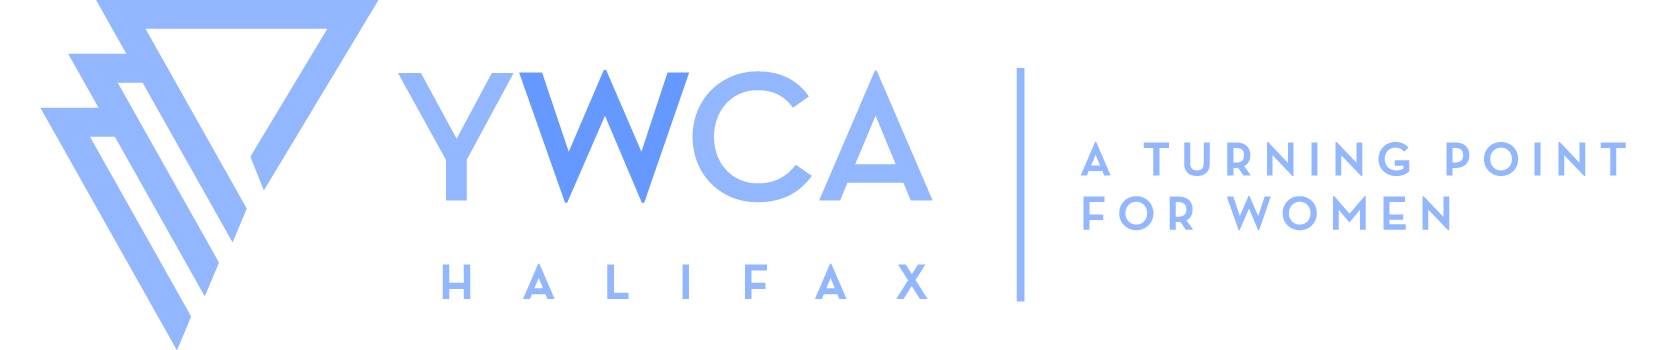 YWCA
HALIFAX
A TURNING POINT
FOR WOMEN